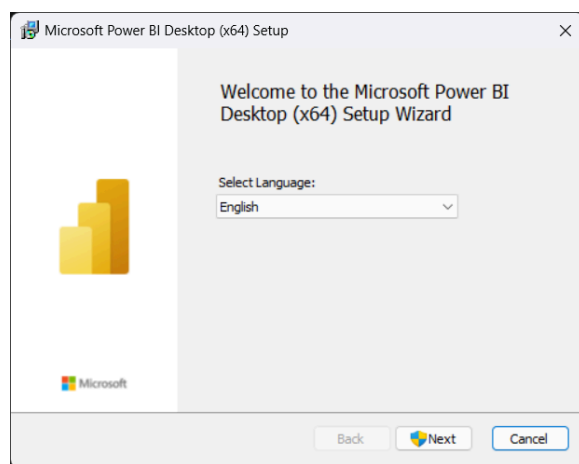 Microsoft Power BI Desktop (x64) Setup
Welcome to the Microsoft Power BI
Desktop (x64) Setup Wizard
Select Language:
English
Microsoft
Back
Next
Cancel